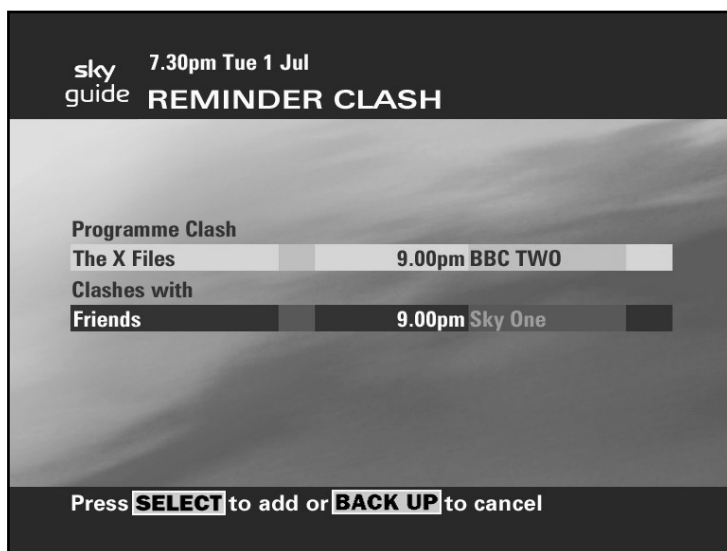 sky guide
7.30pm Tue 1 Jul
REMINDER CLASH
Programme Clash
The X Files 9.00pm BBC TWO
Clashes with
Friends 9.00pm Sky One
Press SELECT to add or BACK UP to cancel